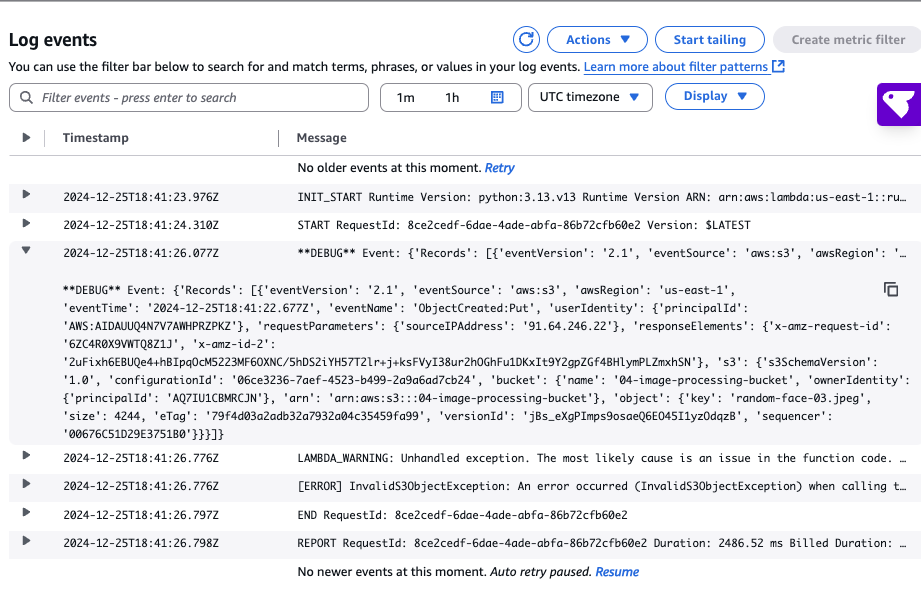 Log events
Actions
Start tailing
Create metric filter
You can use the filter bar below to search for and match terms, phrases, or values in your log events. Learn more about filter patterns
Filter events - press enter to search
1m
1h
UTC timezone
Display
Timestamp
Message
No older events at this moment. Retry
2024-12-25T18:41:23.976Z INIT_START Runtime Version: python:3.13.v13 Runtime Version ARN: arn:aws:lambda:us-east-1::ru…
2024-12-25T18:41:24.310Z START RequestId: 8ce2cedf-6dae-4ade-abfa-86b72cfb60e2 Version: $LATEST
2024-12-25T18:41:26.077Z **DEBUG** Event: {'Records': [{'eventVersion': '2.1', 'eventSource': 'aws:s3', 'awsRegion': '…
**DEBUG** Event: {'Records': [{'eventVersion': '2.1', 'eventSource': 'aws:s3', 'awsRegion': 'us-east-1',
'eventTime': '2024-12-25T18:41:22.677Z', 'eventName': 'ObjectCreated:Put', 'userIdentity': {'principalId':
'AWS:AIDAUUQ4N7V7AWHPRZPKZ'}, 'requestParameters': {'sourceIPAddress': '91.64.246.22'}, 'responseElements': {'x-amz-request-id':
'6ZC4R0X9VWTQ8Z1J', 'x-amz-id-2':
'2uFixh6EBUQe4+hBIpqOcM5Z23MF6OXNC/5hDS2iYH57T2lr+j+ksFVyI38ur2hOGhFu1DKxIt9Y2gpZGf4BHlymPLZmxhSN'}, 's3': {'s3SchemaVersion':
'1.0', 'configurationId': '06ce3236-7aef-4523-b499-2a9a6ad7cb24', 'bucket': {'name': '04-image-processing-bucket', 'ownerIdentity':
{'principalId': 'AQ7IU1CBMRCJN'}, 'arn': 'arn:aws:s3:::04-image-processing-bucket'}, 'object': {'key': 'random-face-03.jpeg',
'size': 4244, 'eTag': '79f4d03a2adb32a7932a04c35459fa99', 'versionId': 'jBs_eXgPImps9osaeQ6EO45I1yzOdqzB', 'sequencer':
'00676C51D29E3751B0'}}}]}
2024-12-25T18:41:26.776Z LAMBDA_WARNING: Unhandled exception. The most likely cause is an issue in the function code. …
2024-12-25T18:41:26.776Z [ERROR] InvalidS3ObjectException: An error occurred (InvalidS3ObjectException) when calling t…
2024-12-25T18:41:26.797Z END RequestId: 8ce2cedf-6dae-4ade-abfa-86b72cfb60e2
2024-12-25T18:41:26.798Z REPORT RequestId: 8ce2cedf-6dae-4ade-abfa-86b72cfb60e2 Duration: 2486.52 ms Billed Duration: …
No newer events at this moment. Auto retry paused. Resume